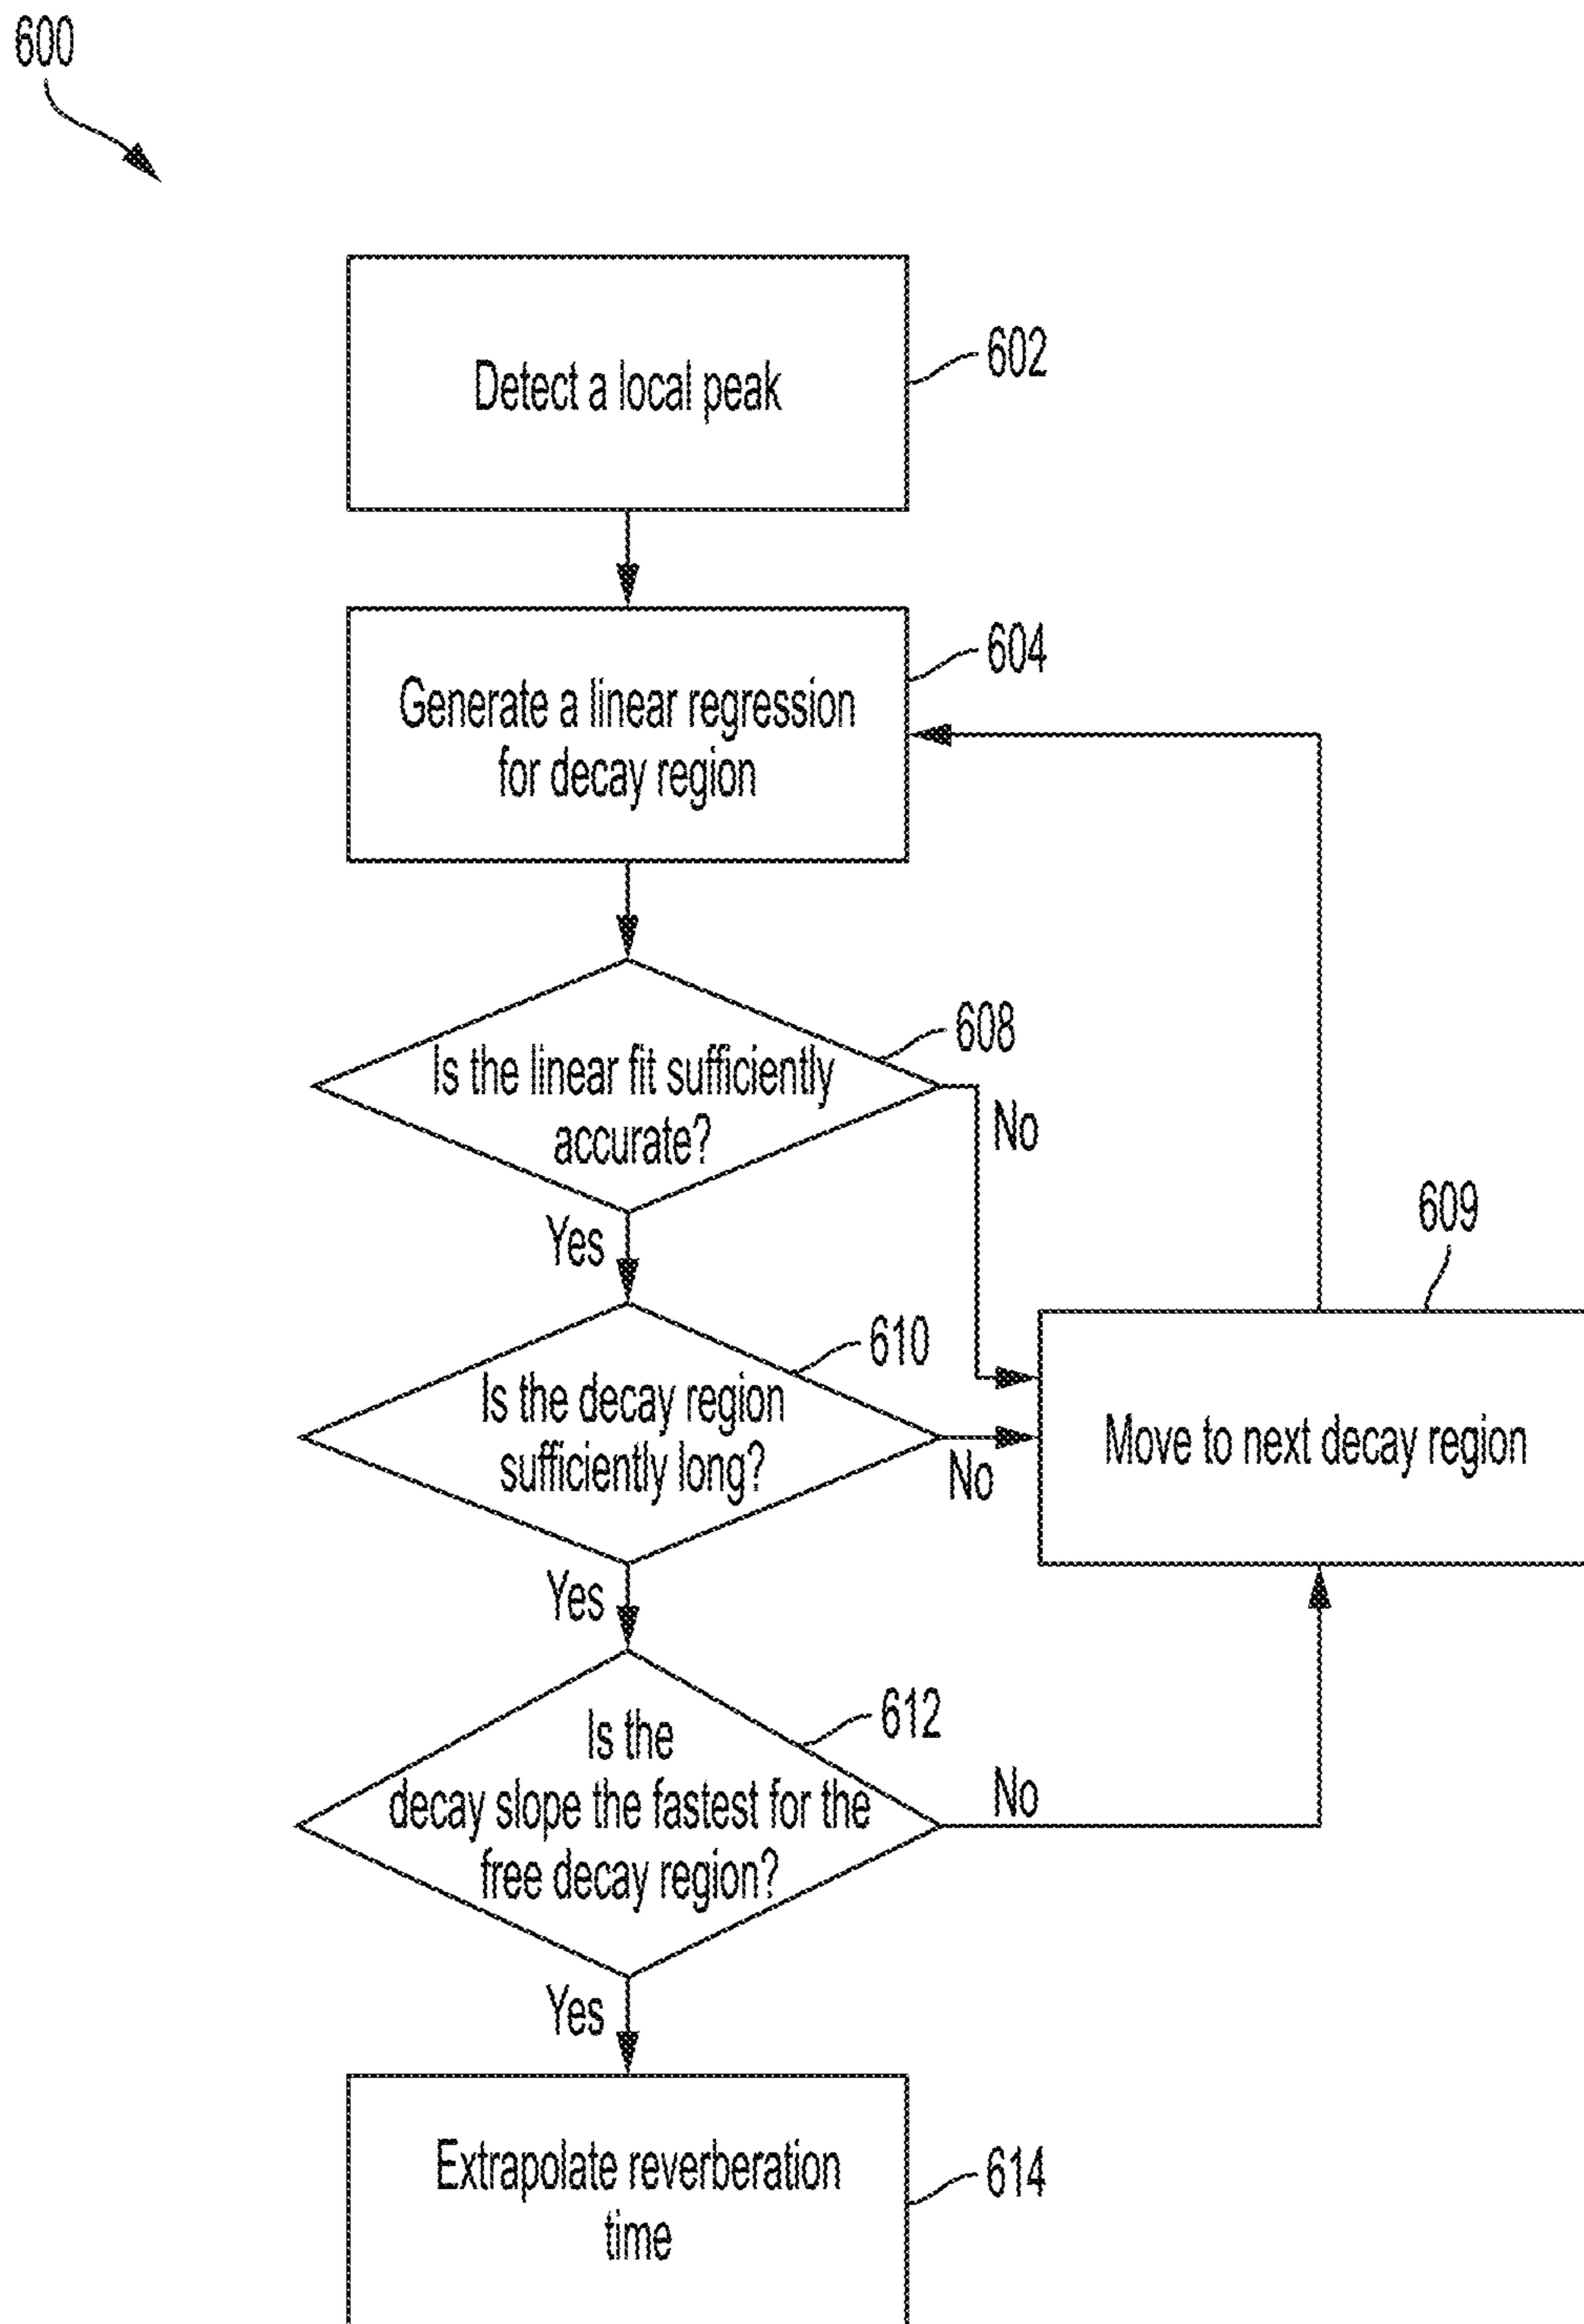 600
Detect a local peak
602
Generate a linear regression
for decay region
604
Is the linear fit sufficiently
accurate?
608
No
Yes
609
Is the decay region
sufficiently long?
610
No
Move to next decay region
Yes
Is the
decay slope the fastest for the
free decay region?
612
No
Yes
Extrapolate reverberation
time
614